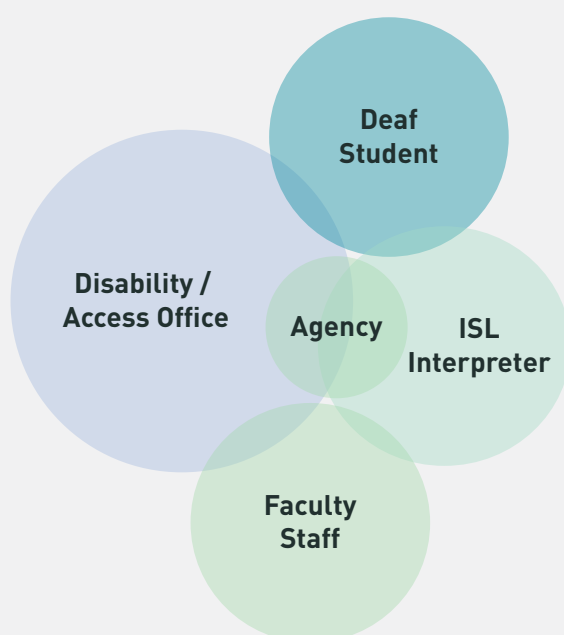 Deaf
Student
Disability /
Access Office
Agency
ISL
Interpreter
Faculty
Staff